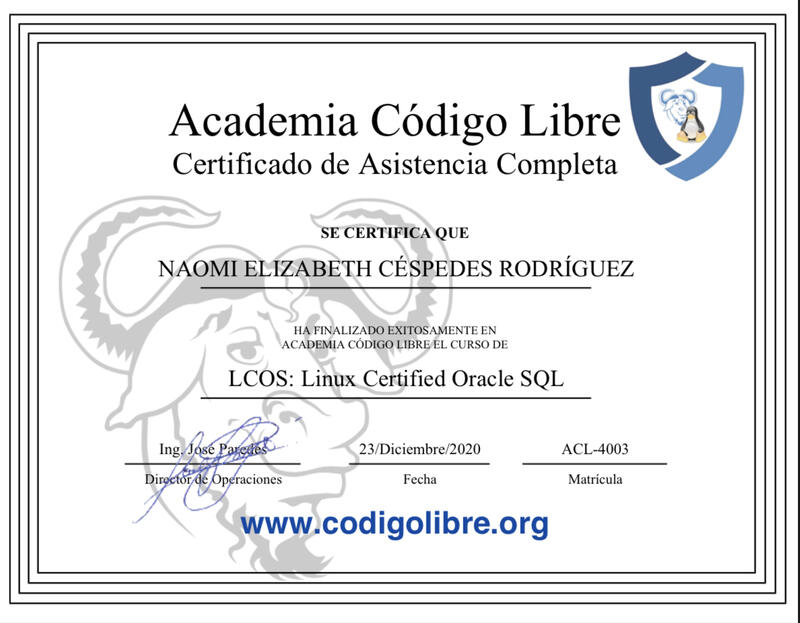 Academia Código Libre
Certificado de Asistencia Completa
SE CERTIFICA QUE
NAOMI ELIZABETH CÉSPEDES RODRÍGUEZ
HA FINALIZADO EXITOSAMENTE EN
ACADEMIA CÓDIGO LIBRE EL CURSO DE
LCOS: Linux Certified Oracle SQL
Ing. José Paredes 23/Diciembre/2020 ACL-4003
Director de Operaciones Fecha Matrícula
www.codigolibre.org